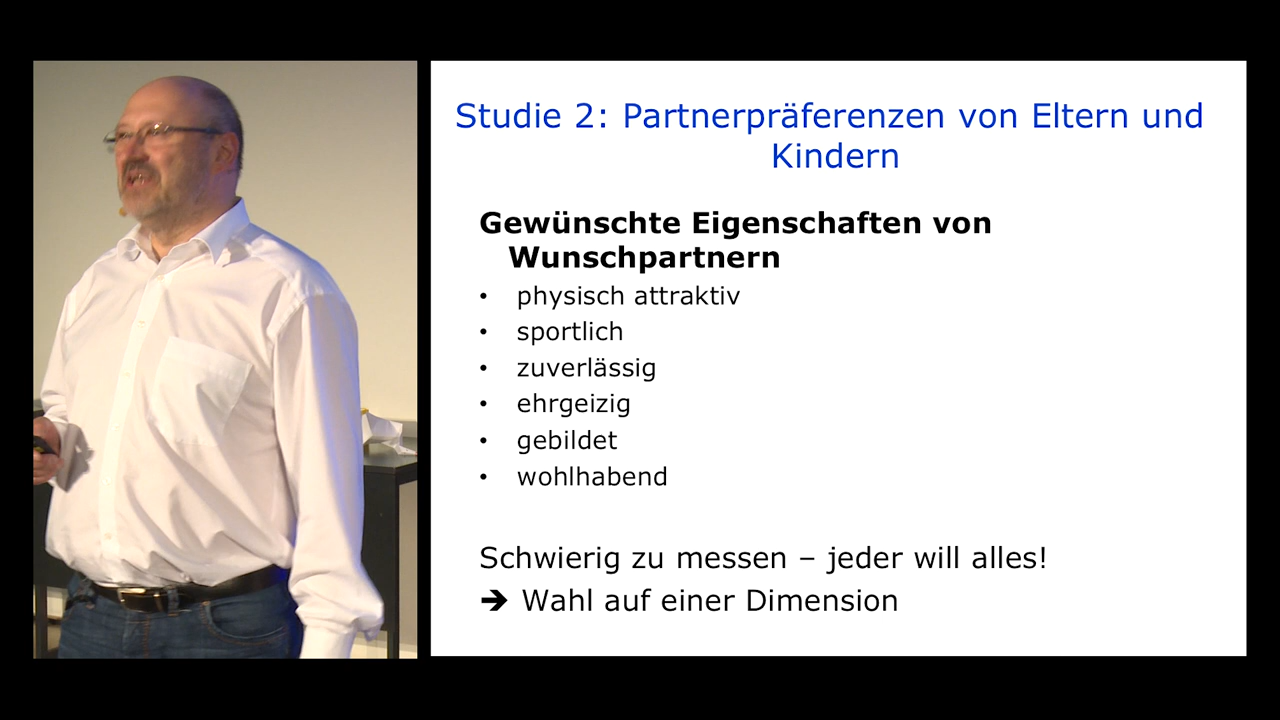 Studie 2: Partnerpräferenzen von Eltern und
Kindern
Gewünschte Eigenschaften von
Wunschpartnern
• physisch attraktiv
• sportlich
• zuverlässig
• ehrgeizig
• gebildet
• wohlhabend
Schwierig zu messen – jeder will alles!
➔ Wahl auf einer Dimension